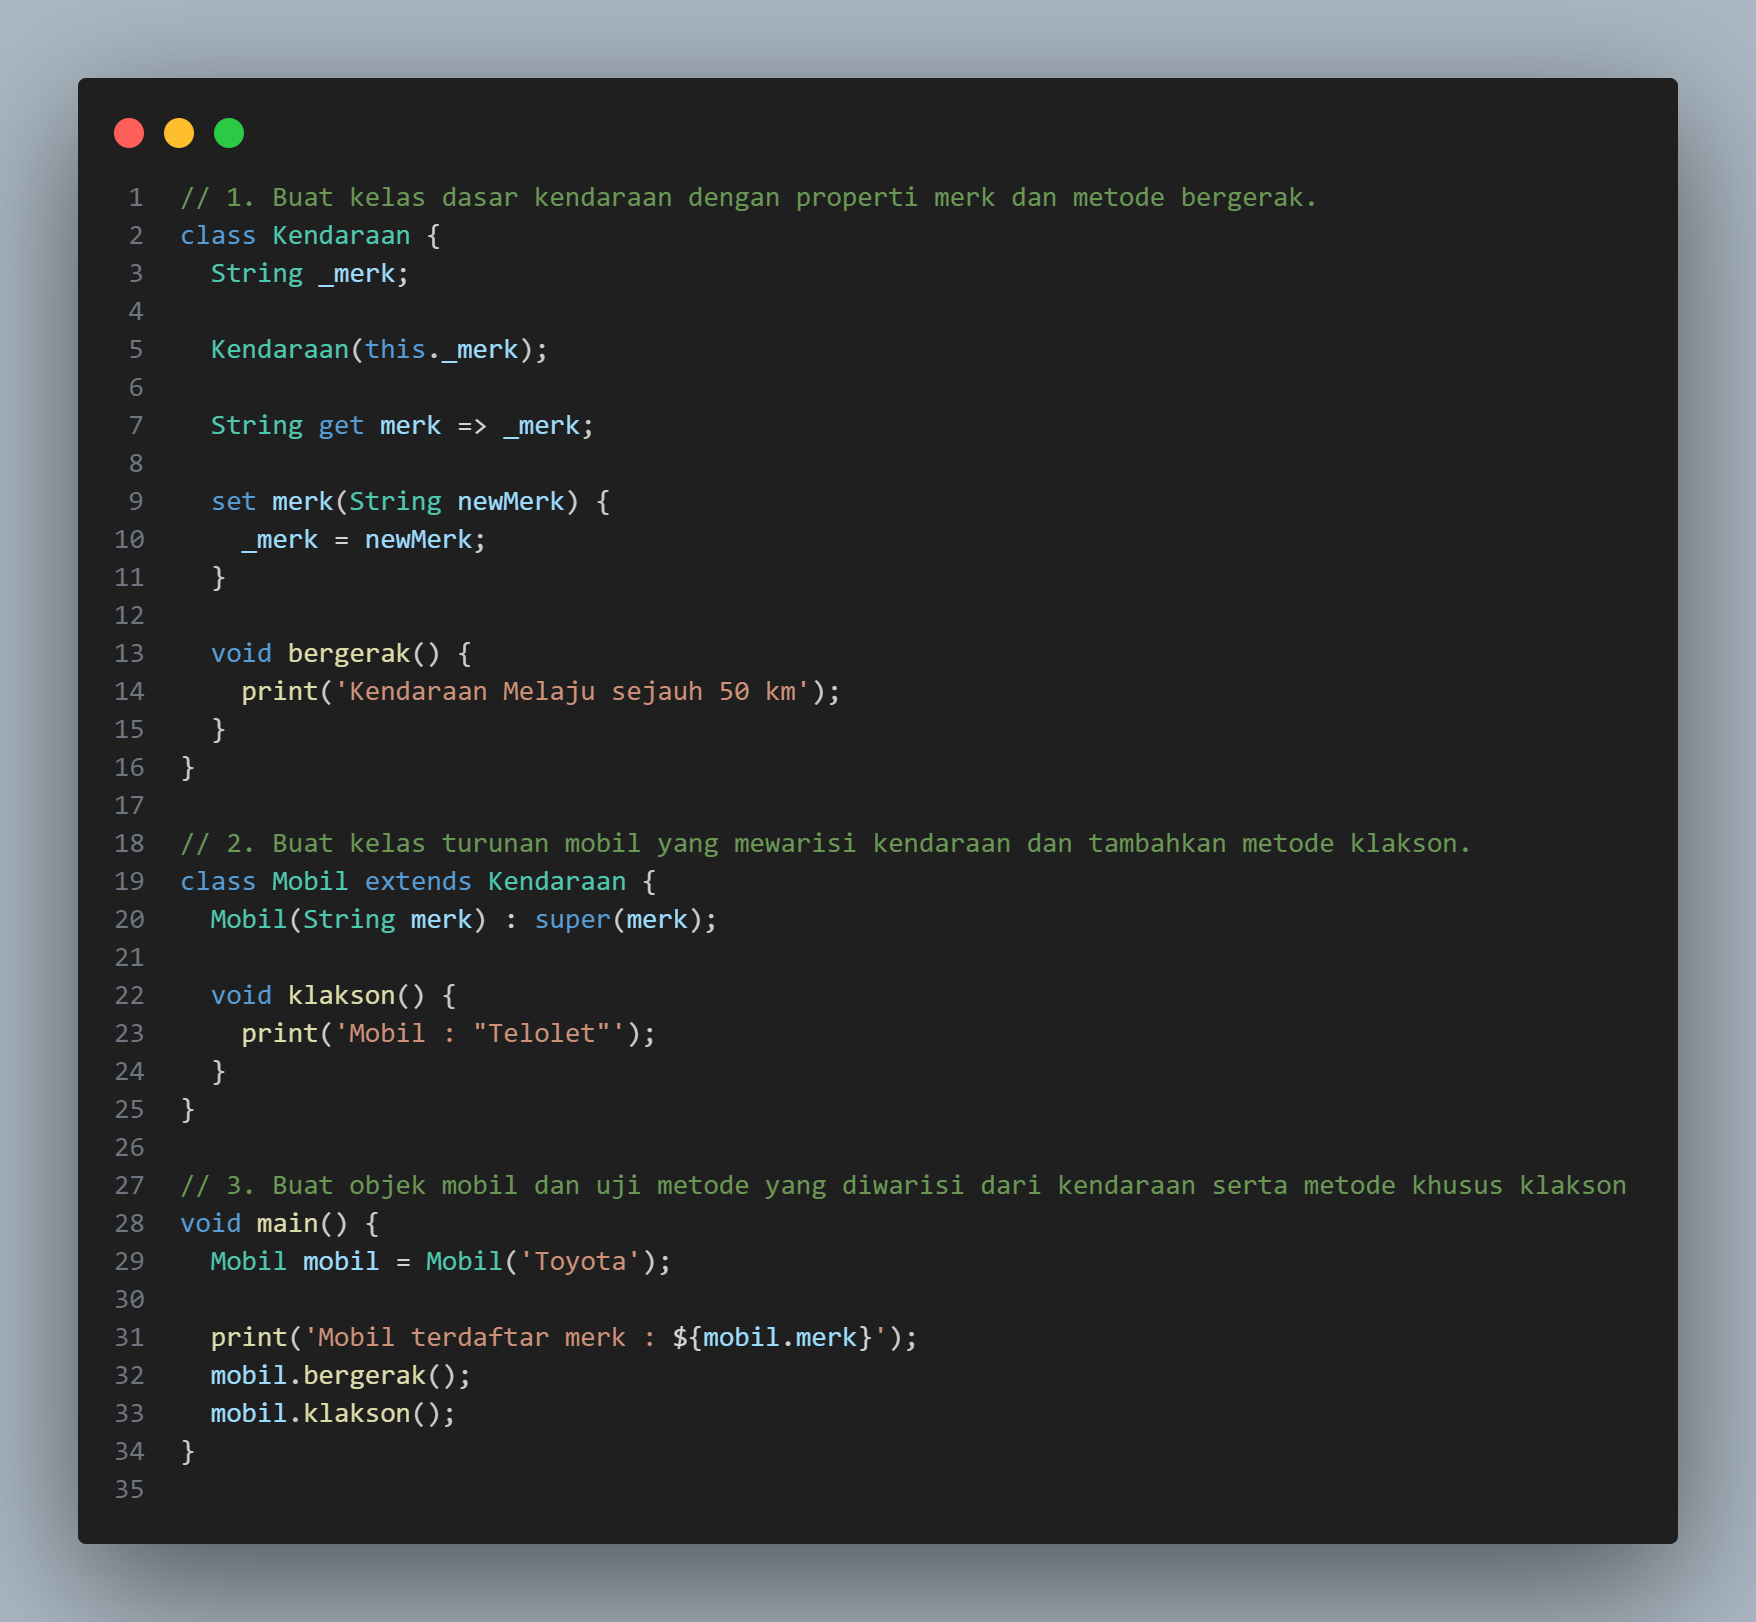 1 // 1. Buat kelas dasar kendaraan dengan properti merk dan metode bergerak.
2 class Kendaraan {
3   String _merk;
4
5   Kendaraan(this._merk);
6
7   String get merk => _merk;
8
9   set merk(String newMerk) {
10     _merk = newMerk;
11   }
12
13   void bergerak() {
14     print('Kendaraan Melaju sejauh 50 km');
15   }
16 }
17
18 // 2. Buat kelas turunan mobil yang mewarisi kendaraan dan tambahkan metode klakson.
19 class Mobil extends Kendaraan {
20   Mobil(String merk) : super(merk);
21
22   void klakson() {
23     print('Mobil : "Telolet"');
24   }
25 }
26
27 // 3. Buat objek mobil dan uji metode yang diwarisi dari kendaraan serta metode khusus klakson
28 void main() {
29   Mobil mobil = Mobil('Toyota');
30
31   print('Mobil terdaftar merk : ${mobil.merk}');
32   mobil.bergerak();
33   mobil.klakson();
34 }
35